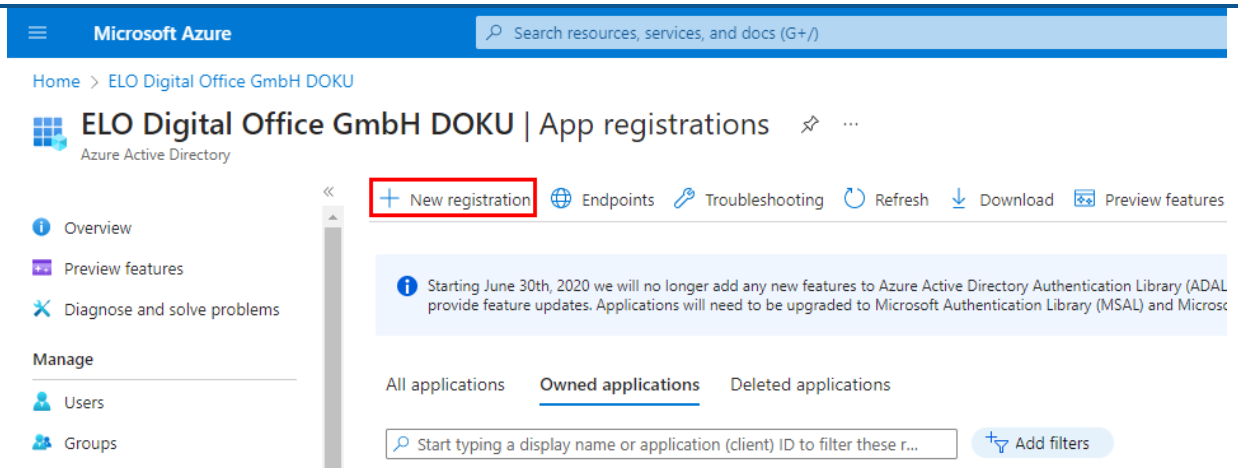 Microsoft Azure
Search resources, services, and docs (G+/)
Home > ELO Digital Office GmbH DOKU
ELO Digital Office GmbH DOKU | App registrations
Azure Active Directory
New registration Endpoints Troubleshooting Refresh Download Preview features
Overview
Preview features
Diagnose and solve problems
Manage
Users
Groups
Starting June 30th, 2020 we will no longer add any new features to Azure Active Directory Authentication Library (ADAL
provide feature updates. Applications will need to be upgraded to Microsoft Authentication Library (MSAL) and Microso
All applications Owned applications Deleted applications
Start typing a display name or application (client) ID to filter these r...
Add filters